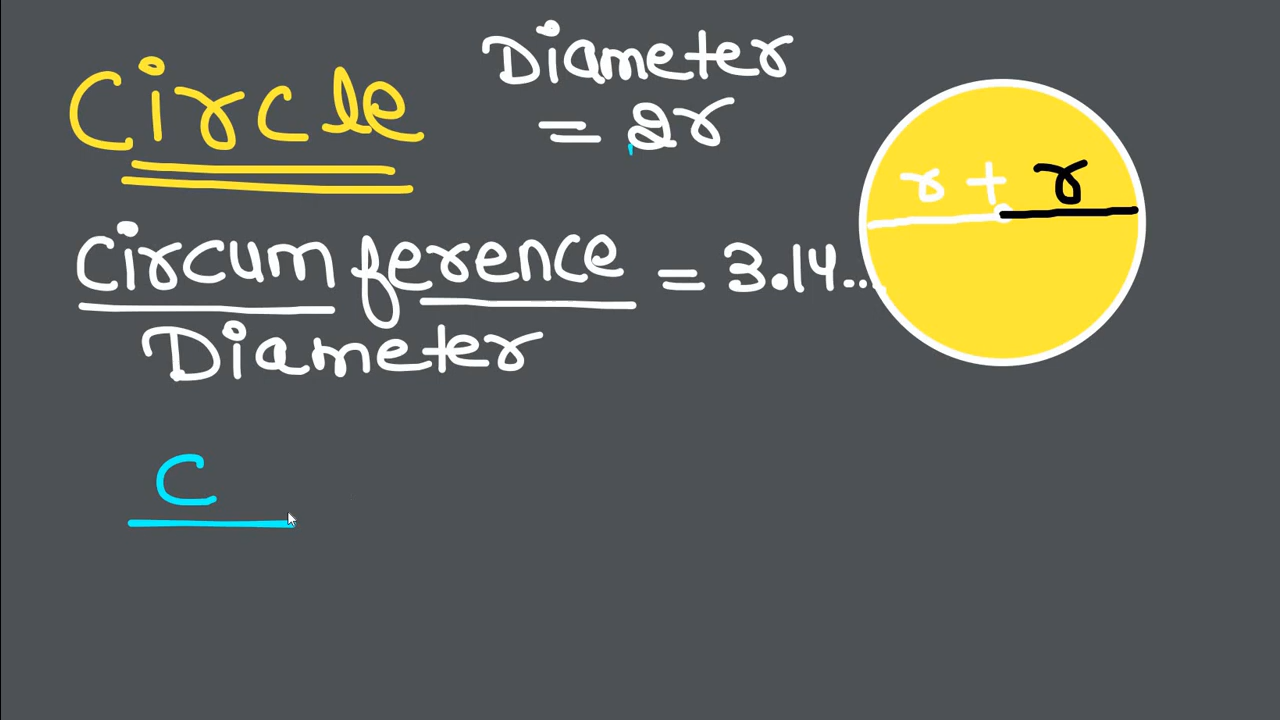 Circle
Diameter
= 2r
r + r
Circumference = 3.14...
Diameter
C